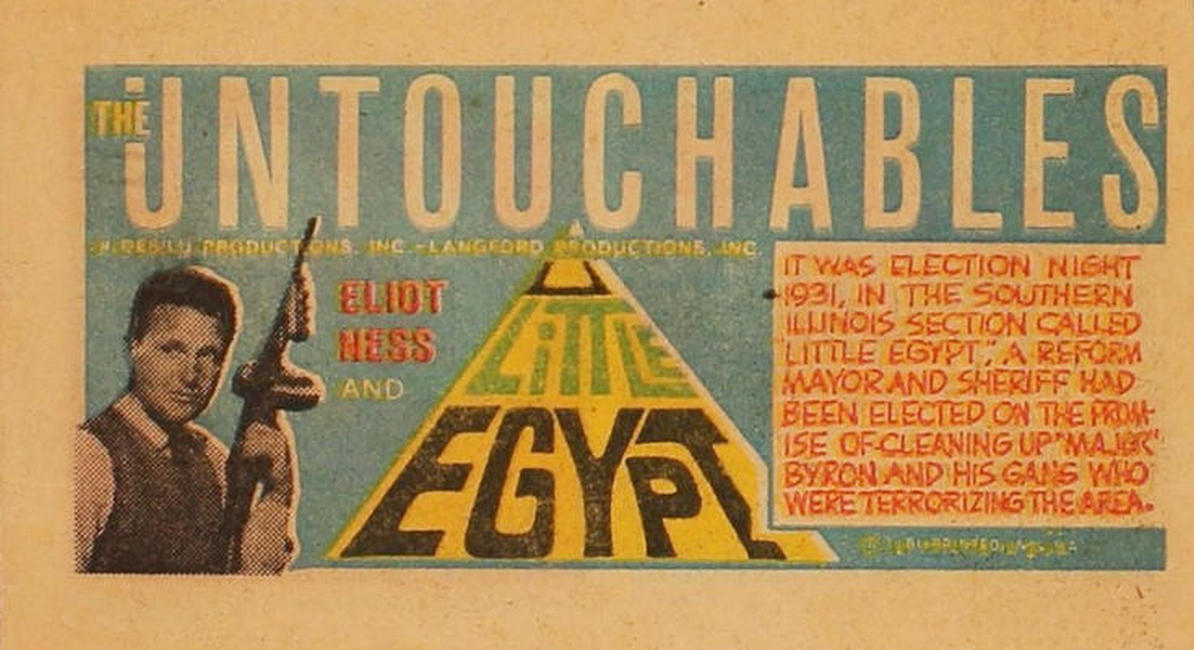 THE UNTOUCHABLES
DESILU PRODUCTIONS, INC.-LANGFORD PRODUCTIONS, INC.
ELIOT
NESS
AND
LITTLE
EGYPT
IT WAS ELECTION NIGHT
1931, IN THE SOUTHERN
ILLINOIS SECTION CALLED
"LITTLE EGYPT", A REFORM
MAYOR AND SHERIFF HAD
BEEN ELECTED ON THE PROM-
ISE OF CLEANING UP "MAJOR"
BYRON AND HIS GANG WHO
WERE TERRORIZING THE AREA.